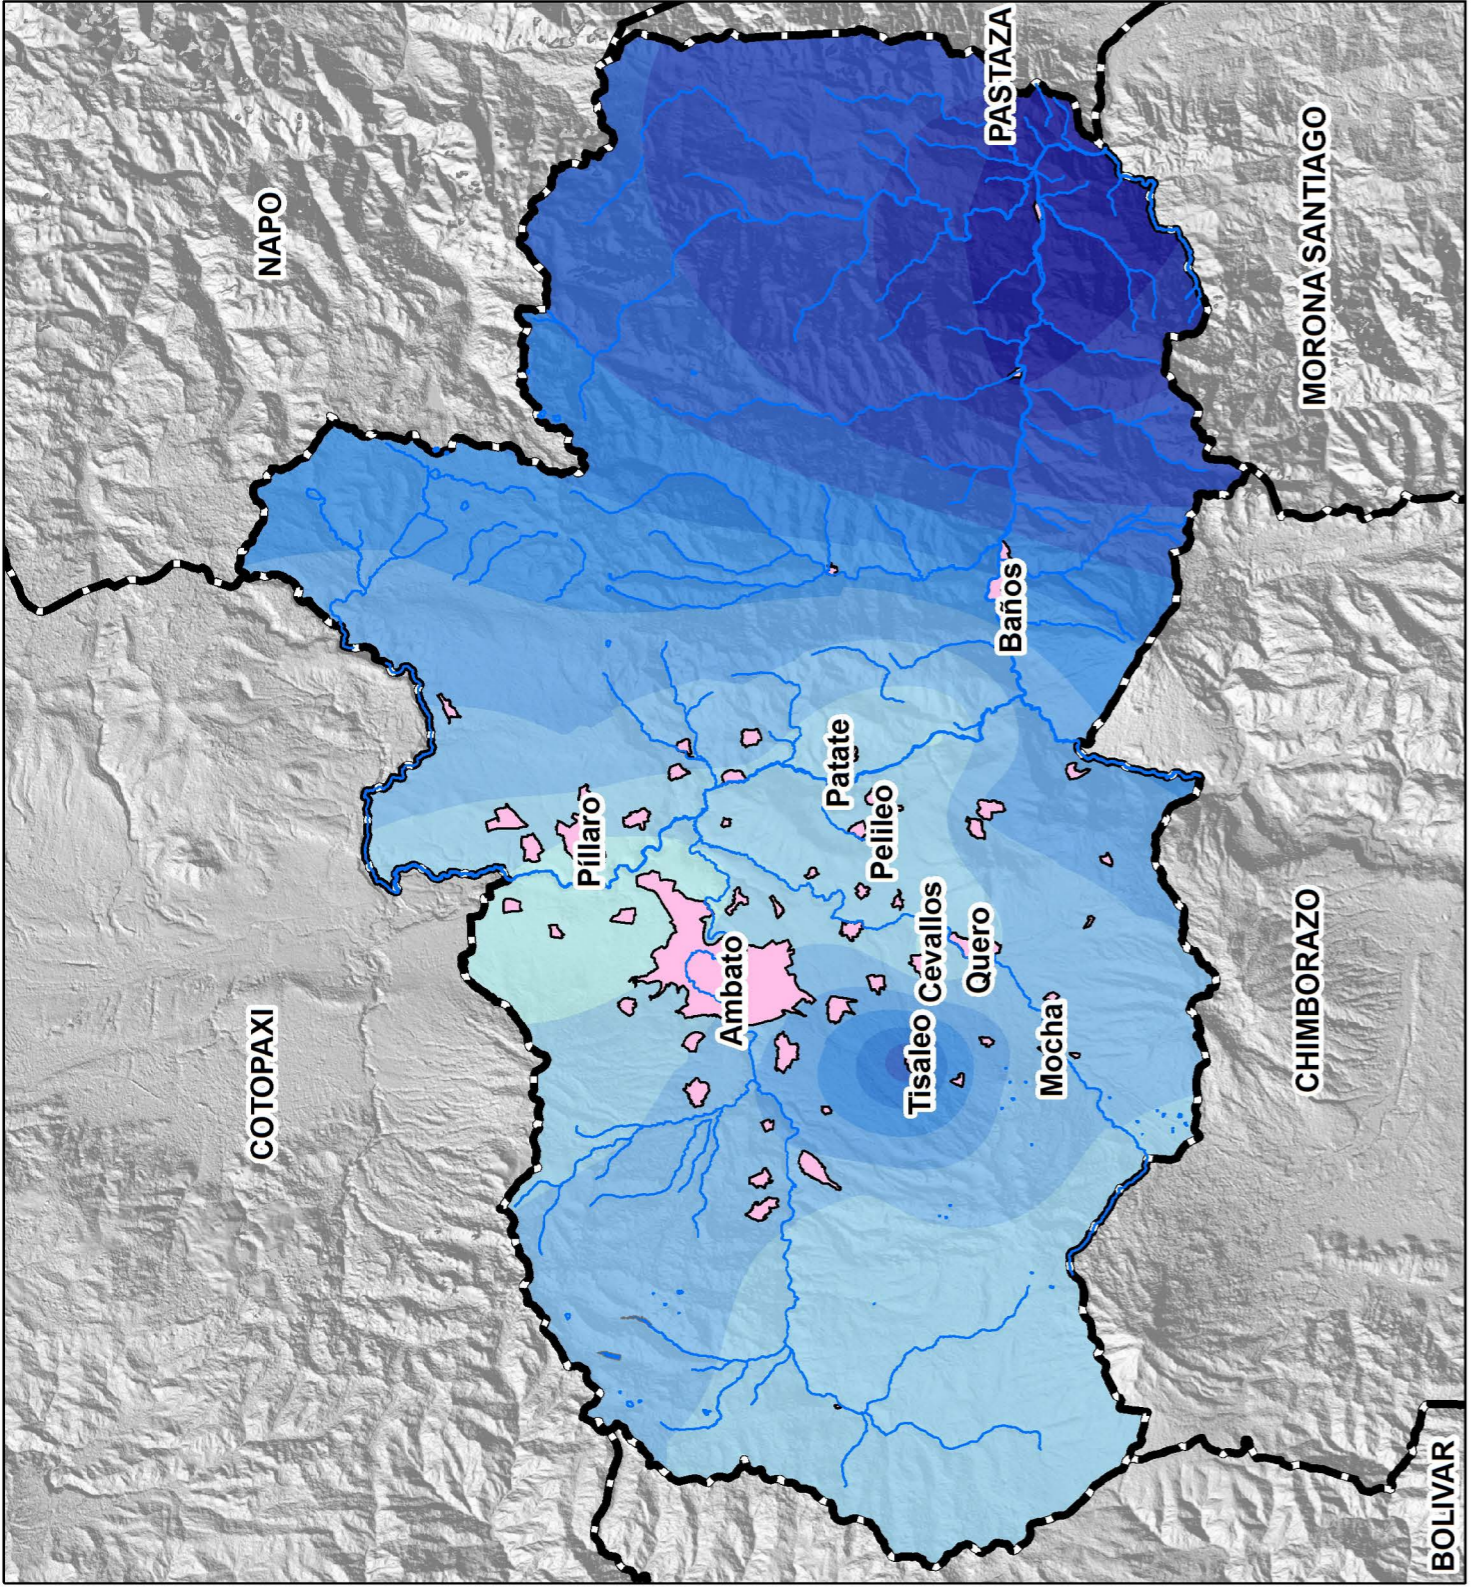 COTOPAXI
NAPO
Píllaro
Ambato
Patate
Pelileo
Tisaleo
Cevallos
Quero
PASTAZA
Baños
Mocha
CHIMBORAZO
MORONA SANTIAGO
BOLIVAR